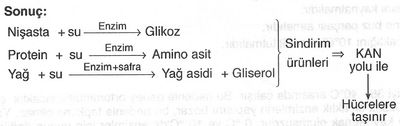 Sonuç:
Nişasta + su Enzim Glikoz
Protein + su Enzim Amino asit
Yağ + su Enzim+safra Yağ asidi + Gliserol
Sindirim
ürünleri
KAN
yolu ile
Hücrelere
taşınır